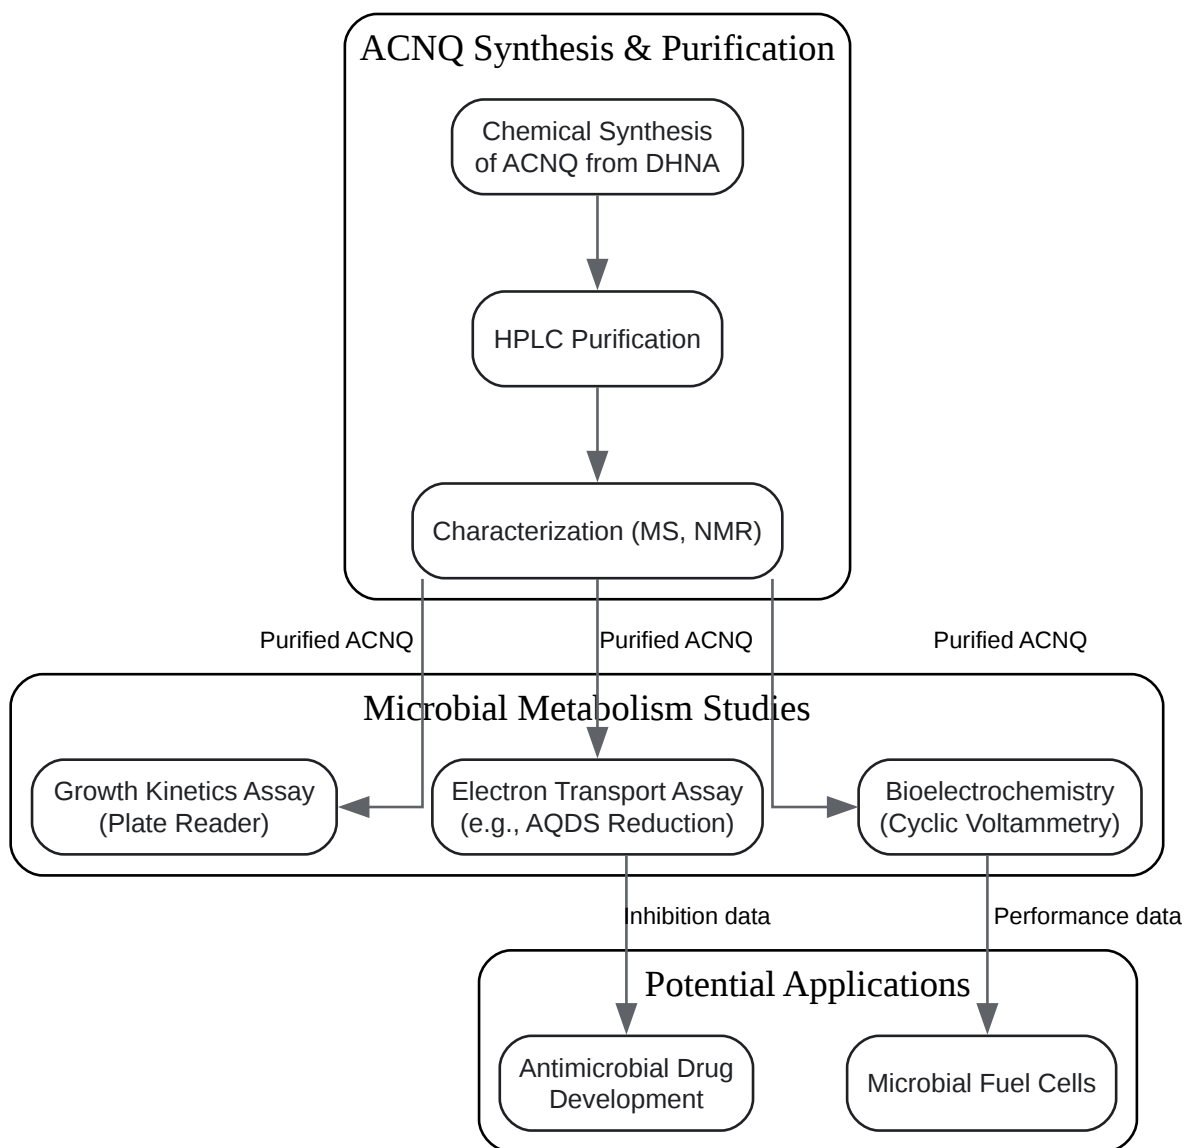 ACNQ Synthesis & Purification
Chemical Synthesis
of ACNQ from DHNA
HPLC Purification
Characterization (MS, NMR)
Purified ACNQ
Purified ACNQ
Purified ACNQ
Microbial Metabolism Studies
Growth Kinetics Assay
(Plate Reader)
Electron Transport Assay
(e.g., AQDS Reduction)
Bioelectrochemistry
(Cyclic Voltammetry)
Inhibition data
Performance data
Potential Applications
Antimicrobial Drug
Development
Microbial Fuel Cells